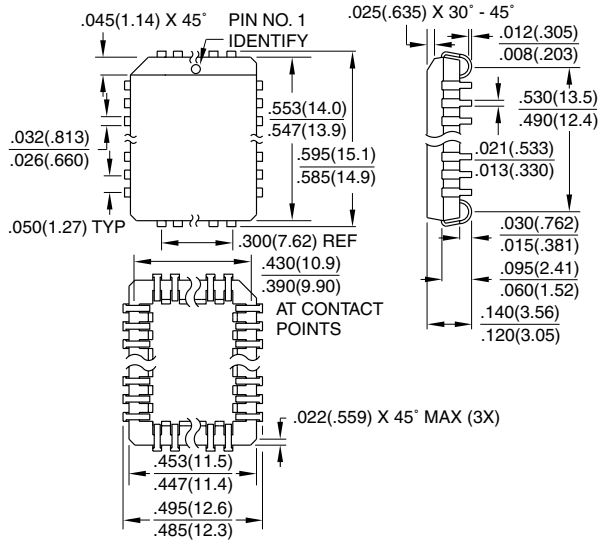 .045(1.14) X 45°
PIN NO. 1
IDENTIFY
.025(.635) X 30° - 45°
.012(.305)
.008(.203)
.553(14.0)
.547(13.9)
.595(15.1)
.585(14.9)
.032(.813)
.026(.660)
.530(13.5)
.490(12.4)
.021(.533)
.013(.330)
.050(1.27) TYP
.300(7.62) REF
.430(10.9)
.390(9.90)
AT CONTACT
POINTS
.030(.762)
.015(.381)
.095(2.41)
.060(1.52)
.140(3.56)
.120(3.05)
.022(.559) X 45° MAX (3X)
.453(11.5)
.447(11.4)
.495(12.6)
.485(12.3)